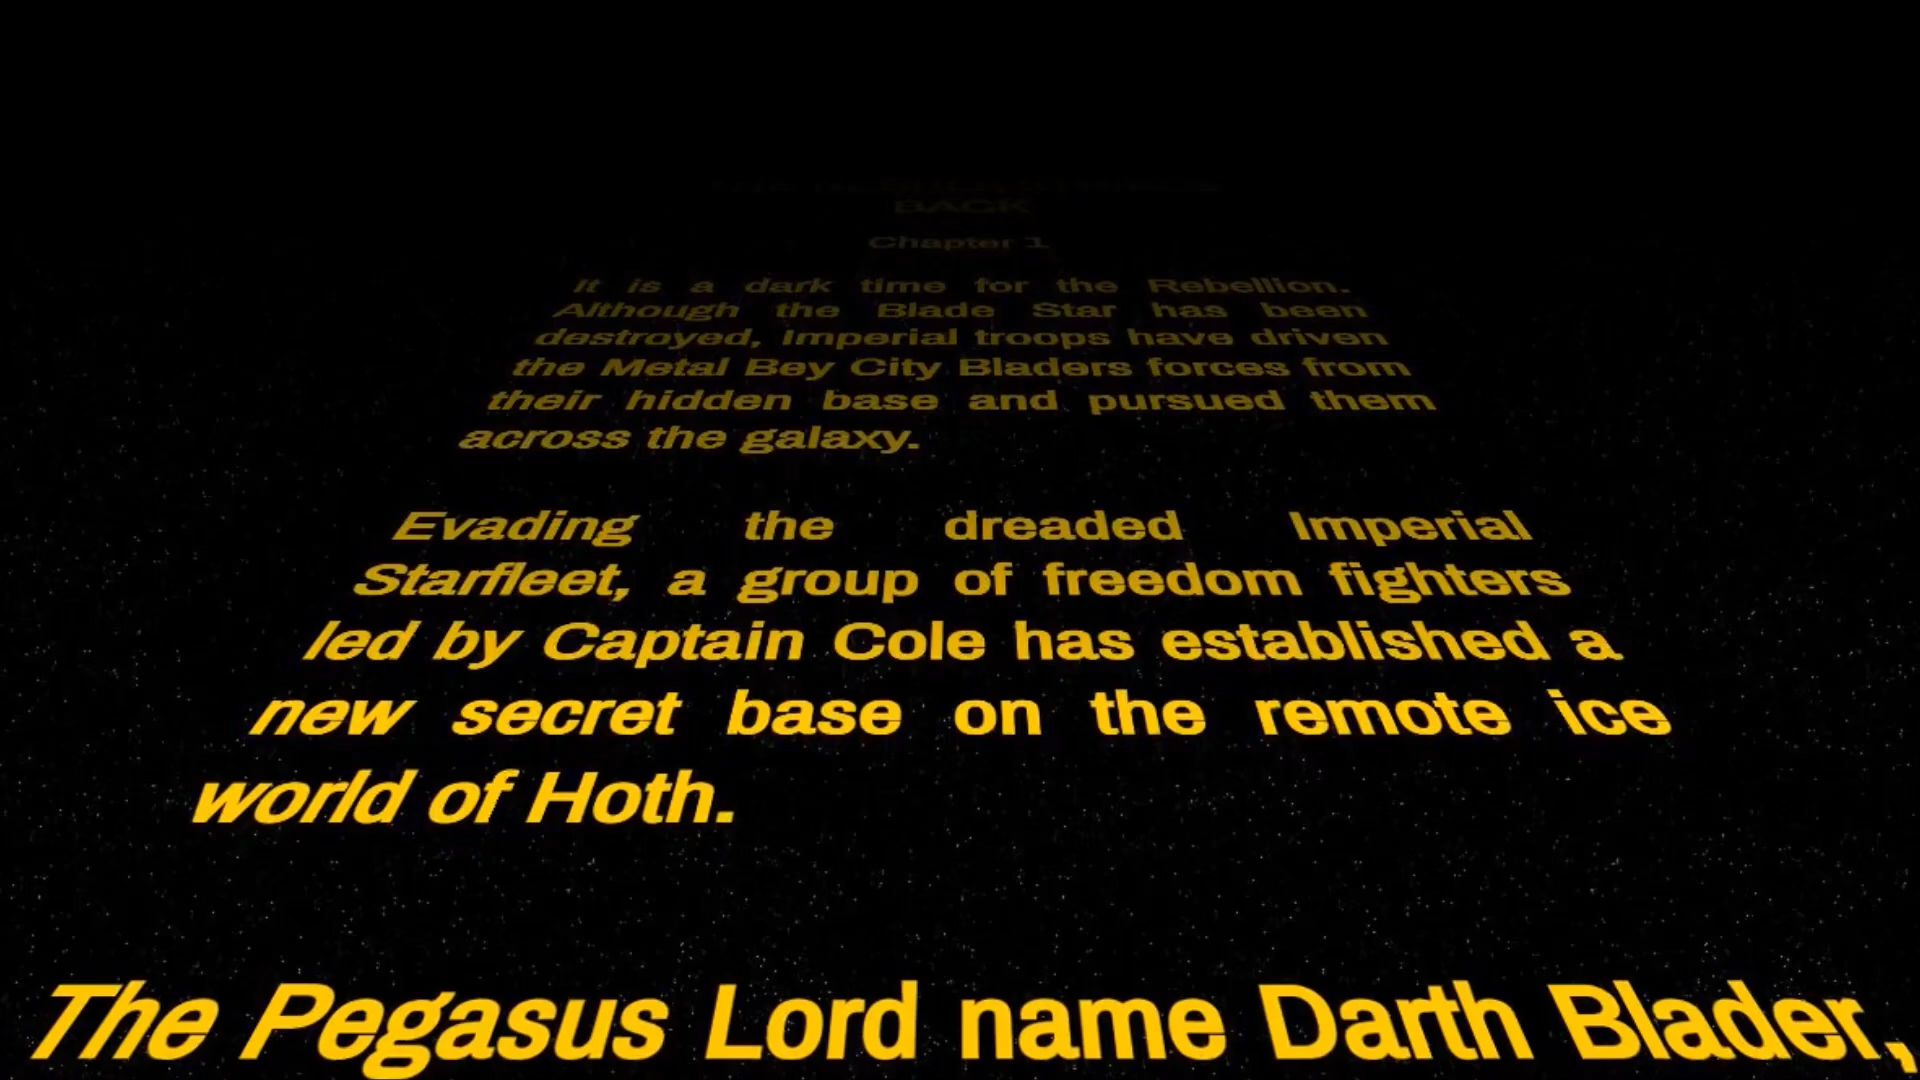 BACK
Chapter 1
It is a dark time for the Rebellion.
Although the Blade Star has been
destroyed, Imperial troops have driven
the Metal Bey City Bladers forces from
their hidden base and pursued them
across the galaxy.
Evading the dreaded Imperial
Starfleet, a group of freedom fighters
led by Captain Cole has established a
new secret base on the remote ice
world of Hoth.
The Pegasus Lord name Darth Blader,